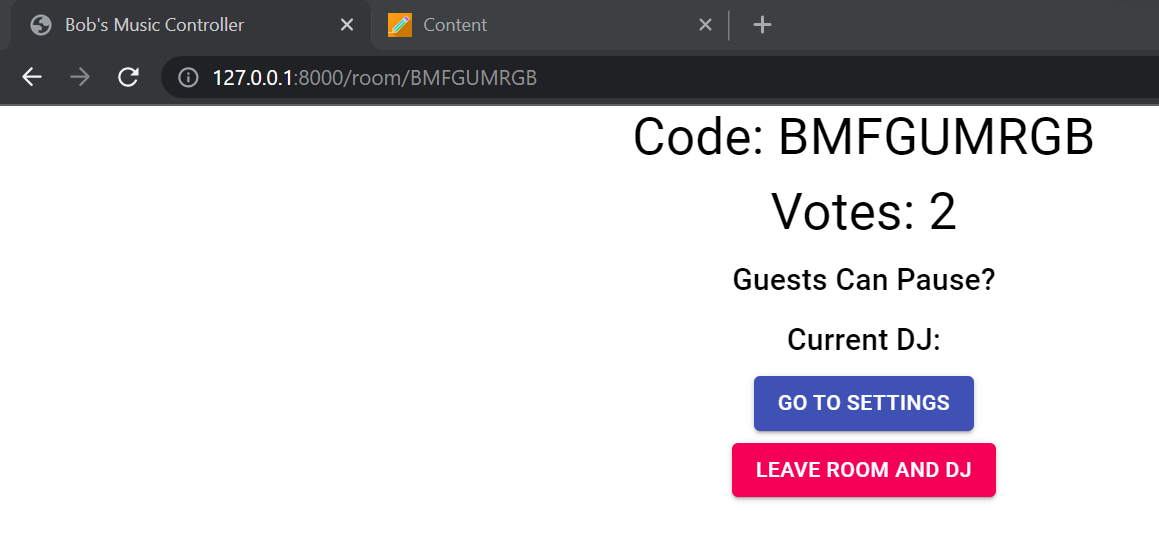 Bob's Music Controller
Content
127.0.0.1:8000/room/BMFGUMRGB
Code: BMFGUMRGB
Votes: 2
Guests Can Pause?
Current DJ:
GO TO SETTINGS
LEAVE ROOM AND DJ